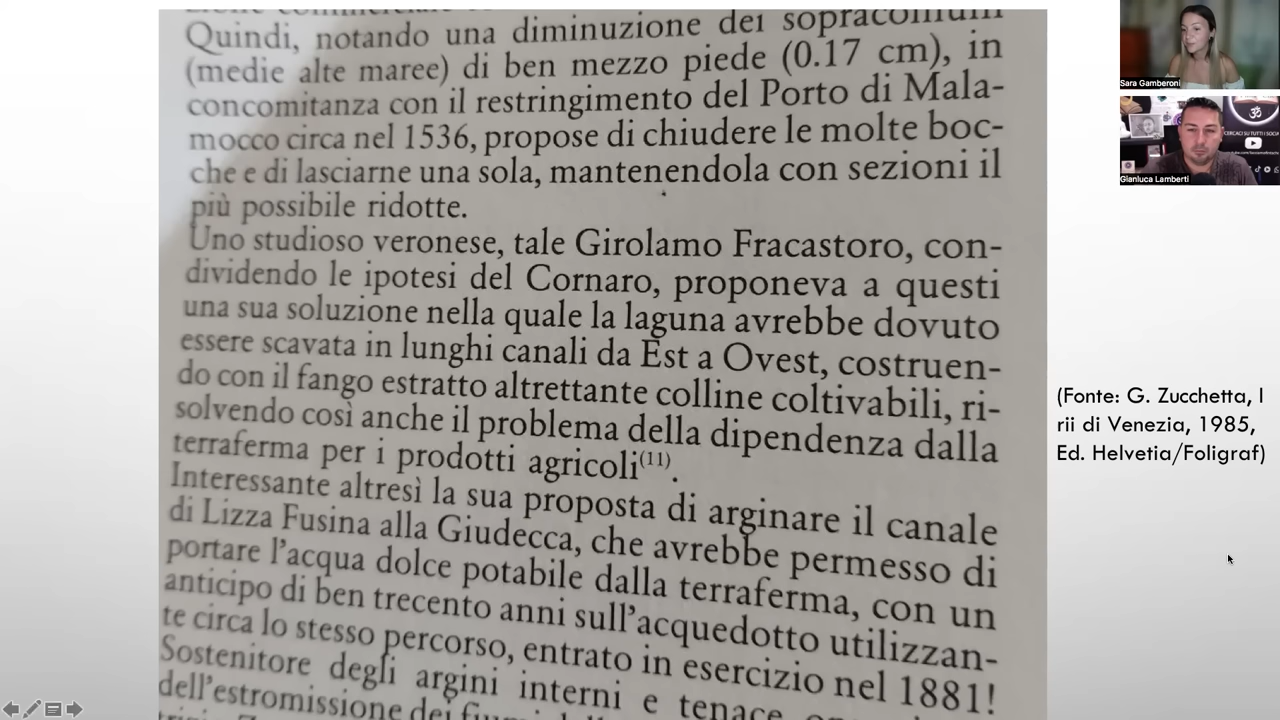 Quindi, notando una diminuzione dei sopracomuni
(medie alte maree) di ben mezzo piede (0.17 cm), in
concomitanza con il restringimento del Porto di Mala-
mocco circa nel 1536, propose di chiudere le molte boc-
che e di lasciarne una sola, mantenendola con sezioni il
più possibile ridotte.
Uno studioso veronese, tale Girolamo Fracastoro, con-
dividendo le ipotesi del Cornaro, proponeva a questi
una sua soluzione nella quale la laguna avrebbe dovuto
essere scavata in lunghi canali da Est a Ovest, costruen-
do con il fango estratto altrettante colline coltivabili, ri-
solvendo così anche il problema della dipendenza dalla
terraferma per i prodotti agricoli(11).
Interessante altresì la sua proposta di arginare il canale
di Lizza Fusina alla Giudecca, che avrebbe permesso di
portare l'acqua dolce potabile dalla terraferma, con un
anticipo di ben trecento anni sull'acquedotto utilizzan-
te circa lo stesso percorso, entrato in esercizio nel 1881!
Sostenitore degli argini interni e tenace
dell'estromissione dei fiumi
(Fonte: G. Zucchetta, I
rii di Venezia, 1985,
Ed. Helvetia/Foligraf)
Sara Gamberoni
Gianluca Lamberti
CERCACI SU TUTTI I SOCIAL